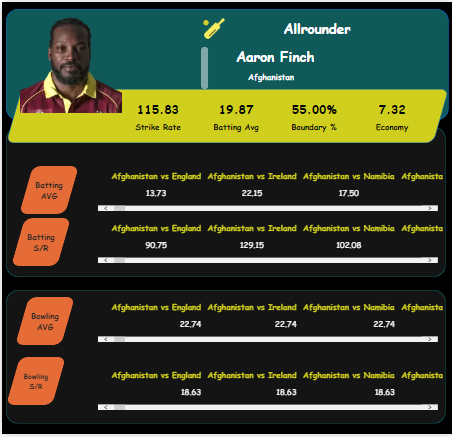 Allrounder
Aaron Finch
Afghanistan
115.83 19.87 55.00% 7.32
Strike Rate Batting Avg Boundary % Economy
Afghanistan vs England Afghanistan vs Ireland Afghanistan vs Namibia Afghanista
Batting
AVG
13,73 22,15 17,50
Afghanistan vs England Afghanistan vs Ireland Afghanistan vs Namibia Afghanista
Batting
S/R
90,75 129,15 102,08
Afghanistan vs England Afghanistan vs Ireland Afghanistan vs Namibia Afghanista
Bowling
AVG
22,74 22,74 22,74
Afghanistan vs England Afghanistan vs Ireland Afghanistan vs Namibia Afghanista
Bowling
S/R
18,63 18,63 18,63